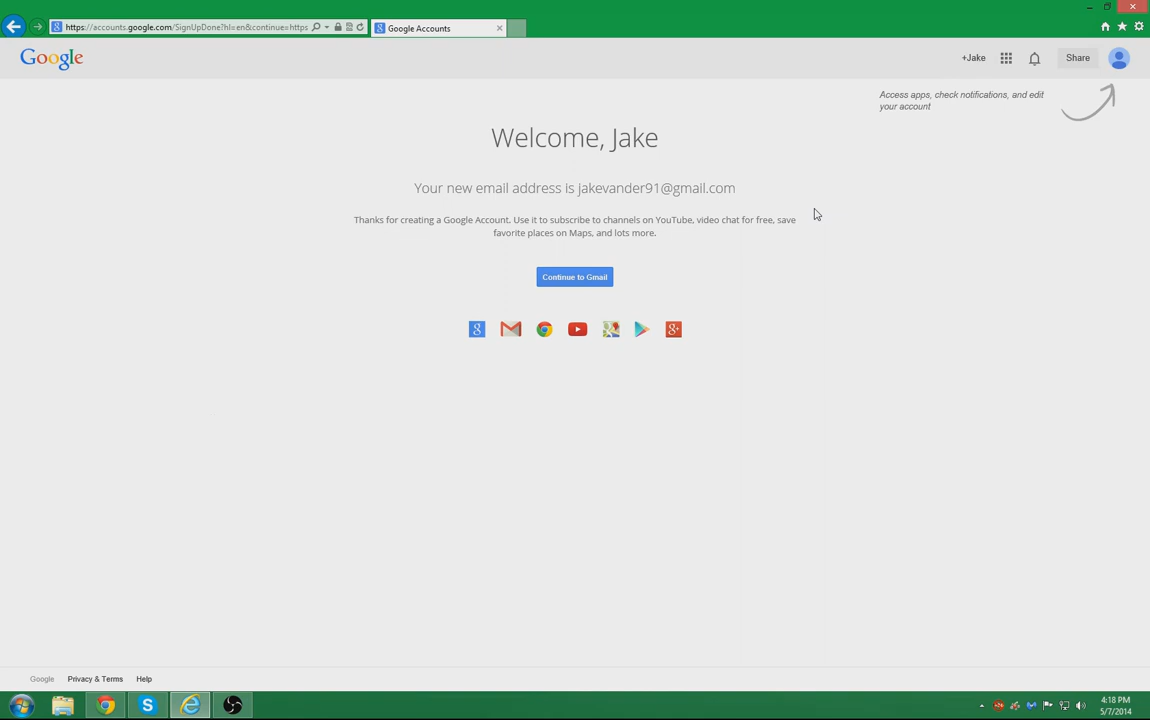 https://accounts.google.com/SignUpDone?hl=en&continue=https
Google Accounts
Google
+Jake
Share
Access apps, check notifications, and edit
your account
Welcome, Jake
Your new email address is jakevander91@gmail.com
Thanks for creating a Google Account. Use it to subscribe to channels on YouTube, video chat for free, save
favorite places on Maps, and lots more.
Continue to Gmail
Google
Privacy & Terms
Help
4:18 PM
5/7/2014